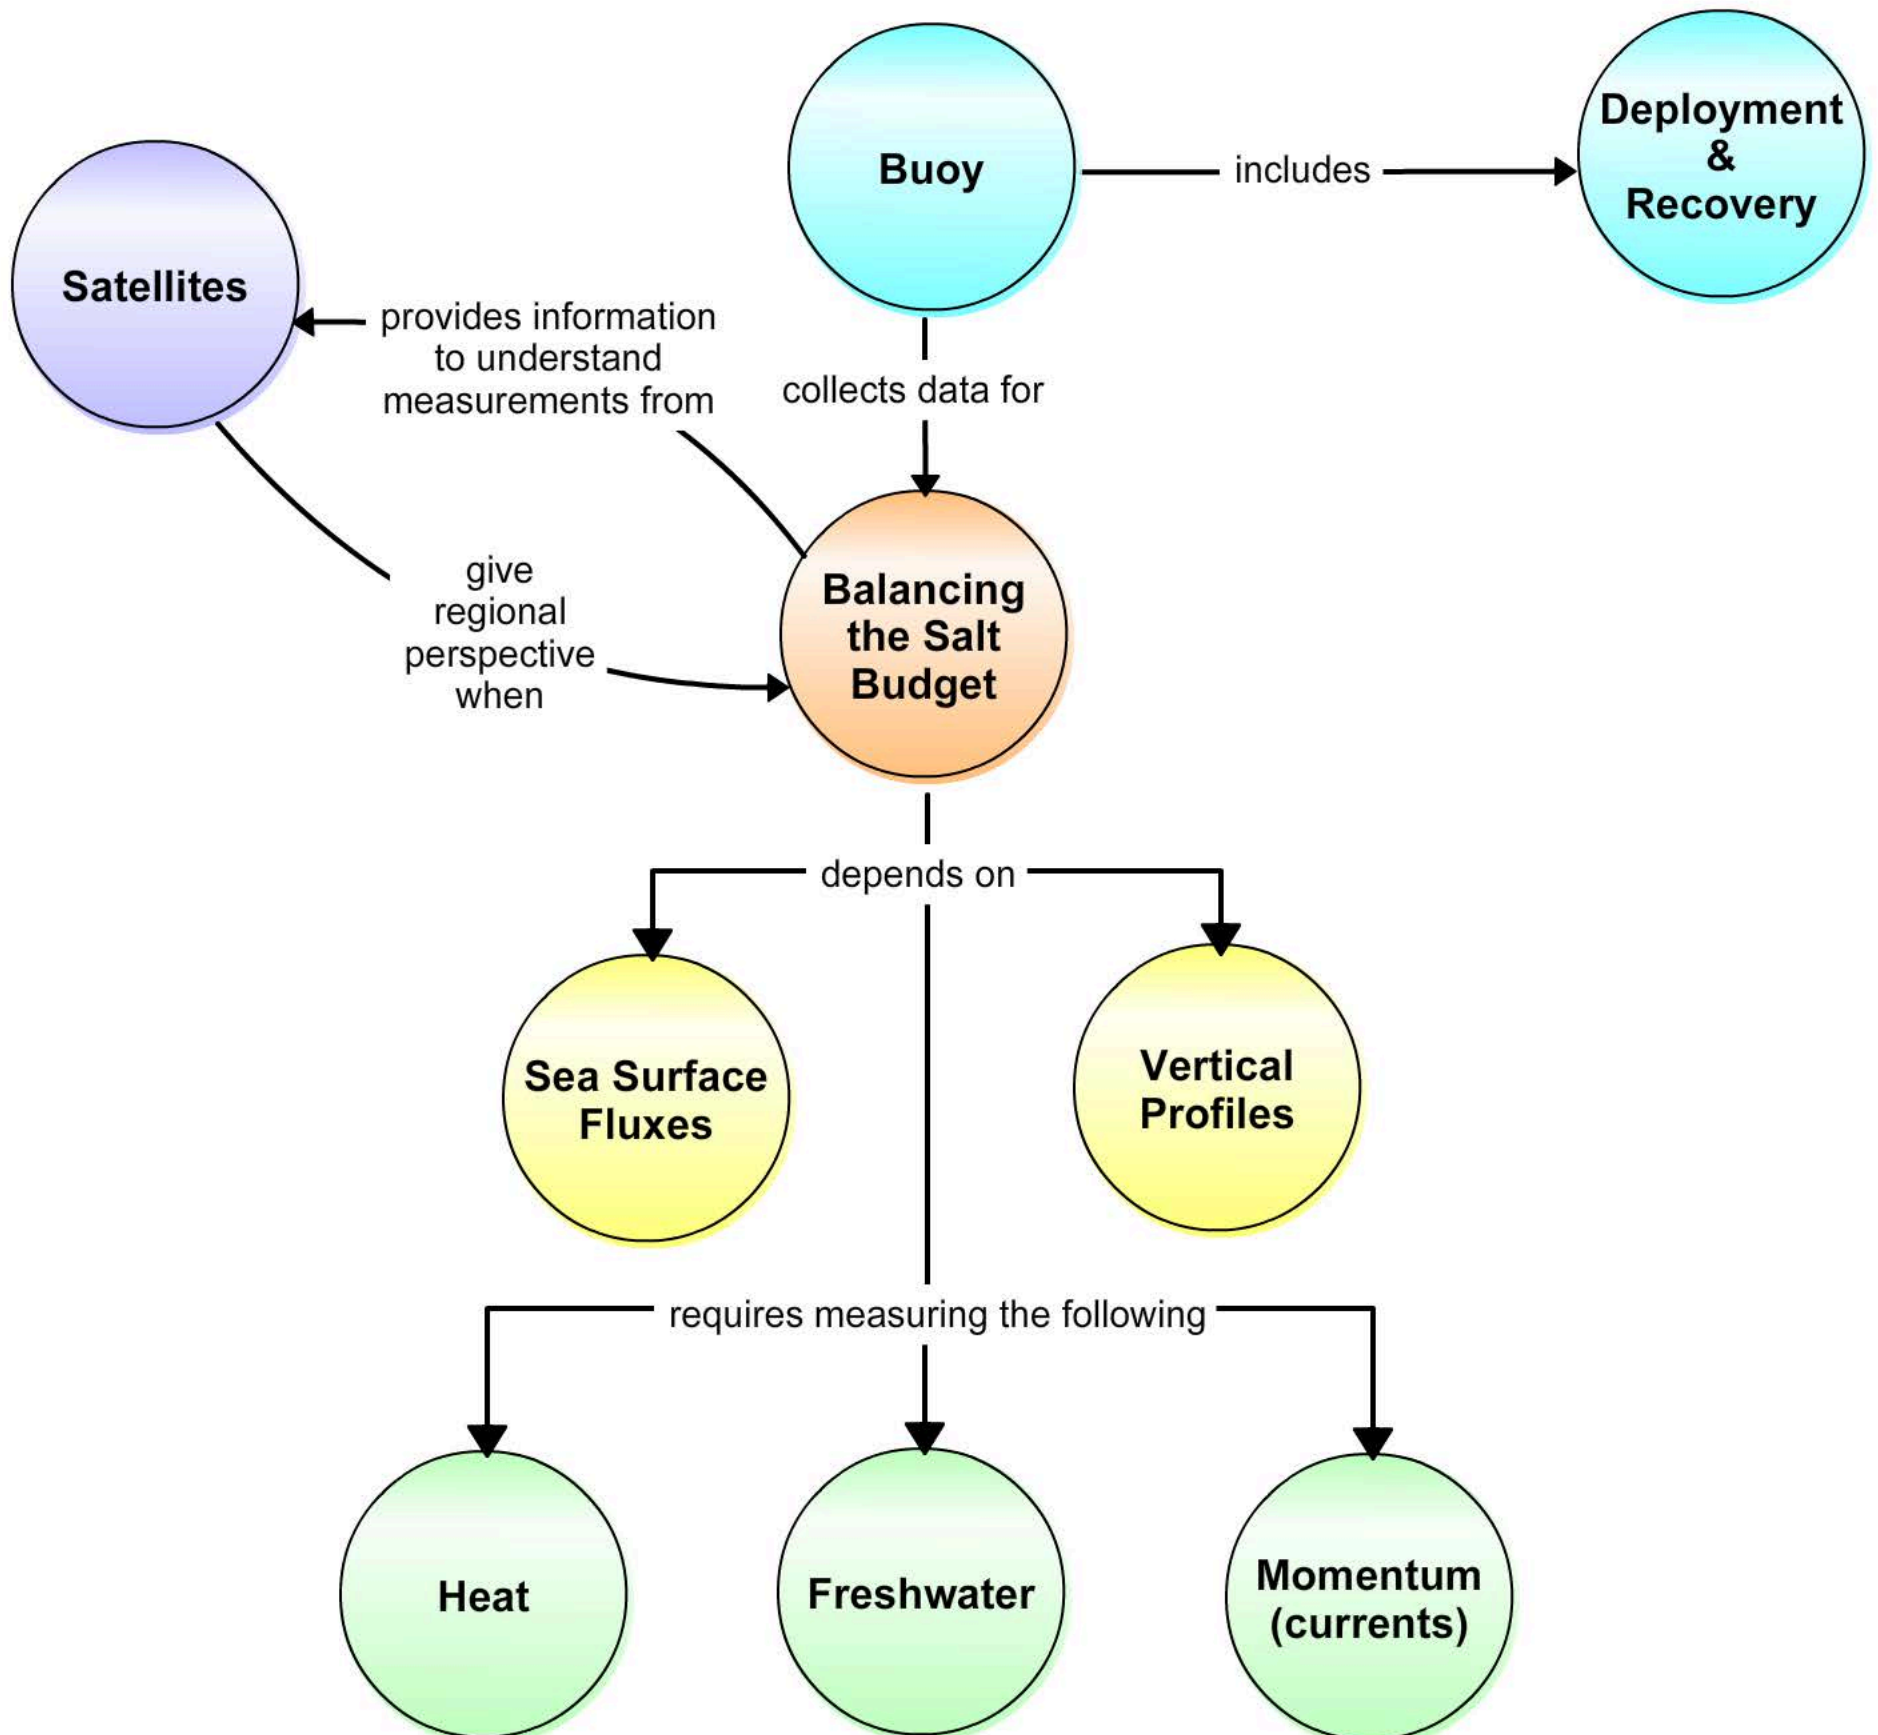 Buoy
includes
Deployment
&
Recovery
Satellites
provides information
to understand
measurements from
collects data for
give
regional
perspective
when
Balancing
the Salt
Budget
depends on
Sea Surface
Fluxes
Vertical
Profiles
requires measuring the following
Heat
Freshwater
Momentum
(currents)